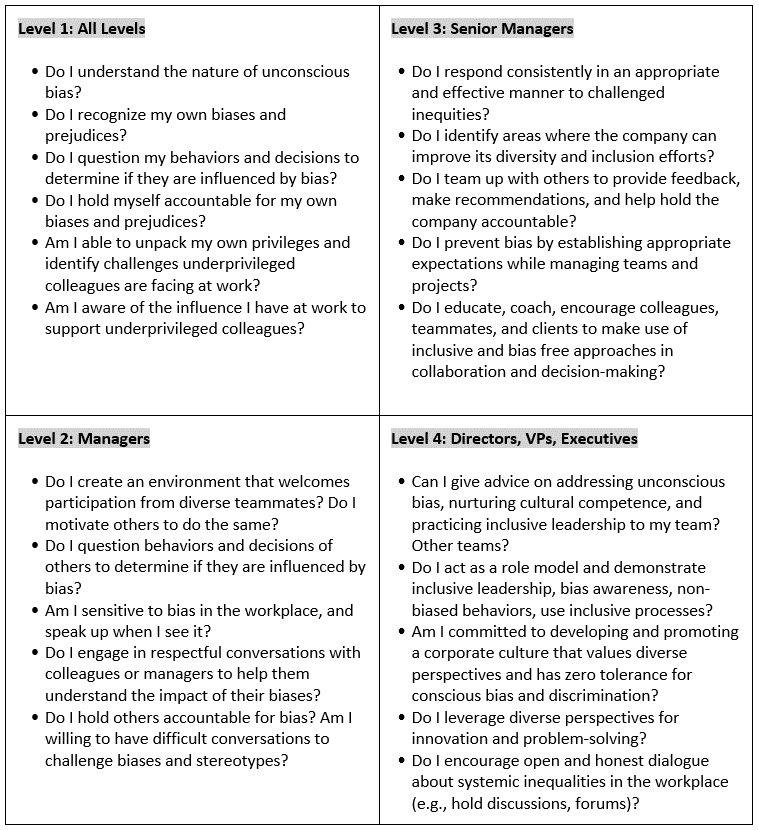 Level 1: All Levels
• Do I understand the nature of unconscious
bias?
• Do I recognize my own biases and
prejudices?
• Do I question my behaviors and decisions to
determine if they are influenced by bias?
• Do I hold myself accountable for my own
biases and prejudices?
• Am I able to unpack my own privileges and
identify challenges underprivileged
colleagues are facing at work?
• Am I aware of the influence I have at work to
support underprivileged colleagues?
Level 3: Senior Managers
• Do I respond consistently in an appropriate
and effective manner to challenged
inequities?
• Do I identify areas where the company can
improve its diversity and inclusion efforts?
• Do I team up with others to provide feedback,
make recommendations, and help hold the
company accountable?
• Do I prevent bias by establishing appropriate
expectations while managing teams and
projects?
• Do I educate, coach, encourage colleagues,
teammates, and clients to make use of
inclusive and bias free approaches in
collaboration and decision-making?
Level 2: Managers
• Do I create an environment that welcomes
participation from diverse teammates? Do I
motivate others to do the same?
• Do I question behaviors and decisions of
others to determine if they are influenced by
bias?
• Am I sensitive to bias in the workplace, and
speak up when I see it?
• Do I engage in respectful conversations with
colleagues or managers to help them
understand the impact of their biases?
• Do I hold others accountable for bias? Am I
willing to have difficult conversations to
challenge biases and stereotypes?
Level 4: Directors, VPs, Executives
• Can I give advice on addressing unconscious
bias, nurturing cultural competence, and
practicing inclusive leadership to my team?
Other teams?
• Do I act as a role model and demonstrate
inclusive leadership, bias awareness, non-
biased behaviors, use inclusive processes?
• Am I committed to developing and promoting
a corporate culture that values diverse
perspectives and has zero tolerance for
conscious bias and discrimination?
• Do I leverage diverse perspectives for
innovation and problem-solving?
• Do I encourage open and honest dialogue
about systemic inequalities in the workplace
(e.g., hold discussions, forums)?